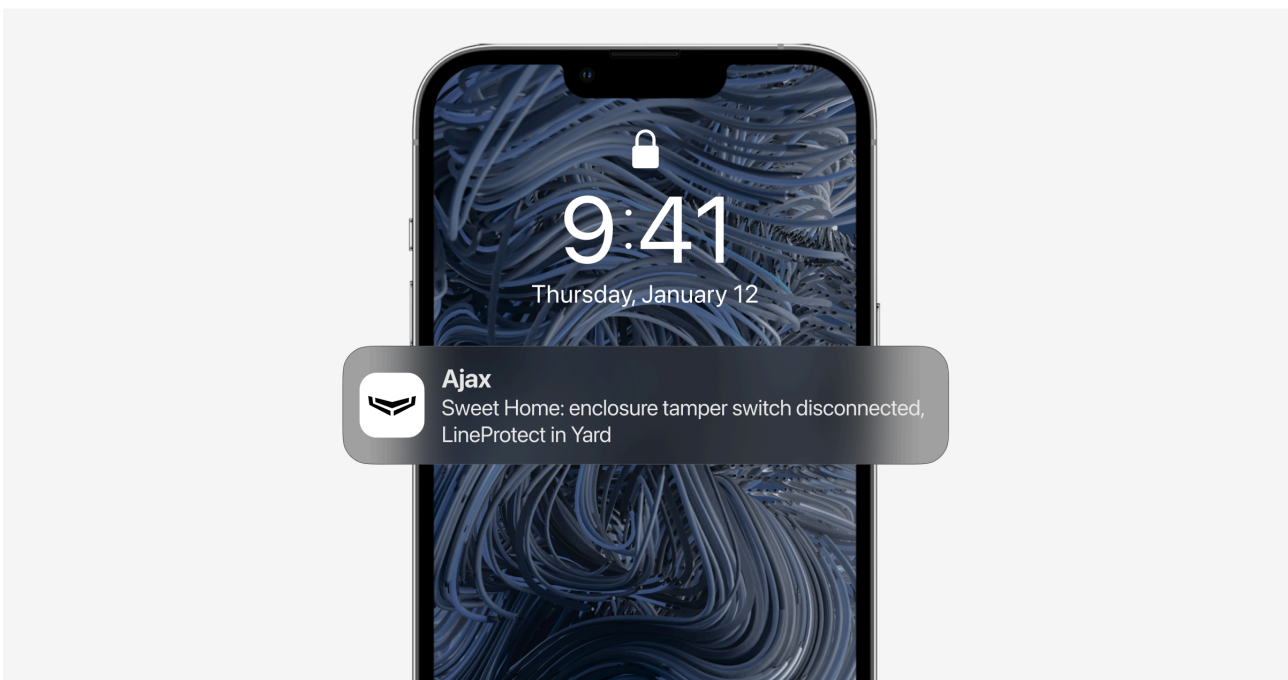 9:41
Thursday, January 12
Ajax
Sweet Home: enclosure tamper switch disconnected,
LineProtect in Yard